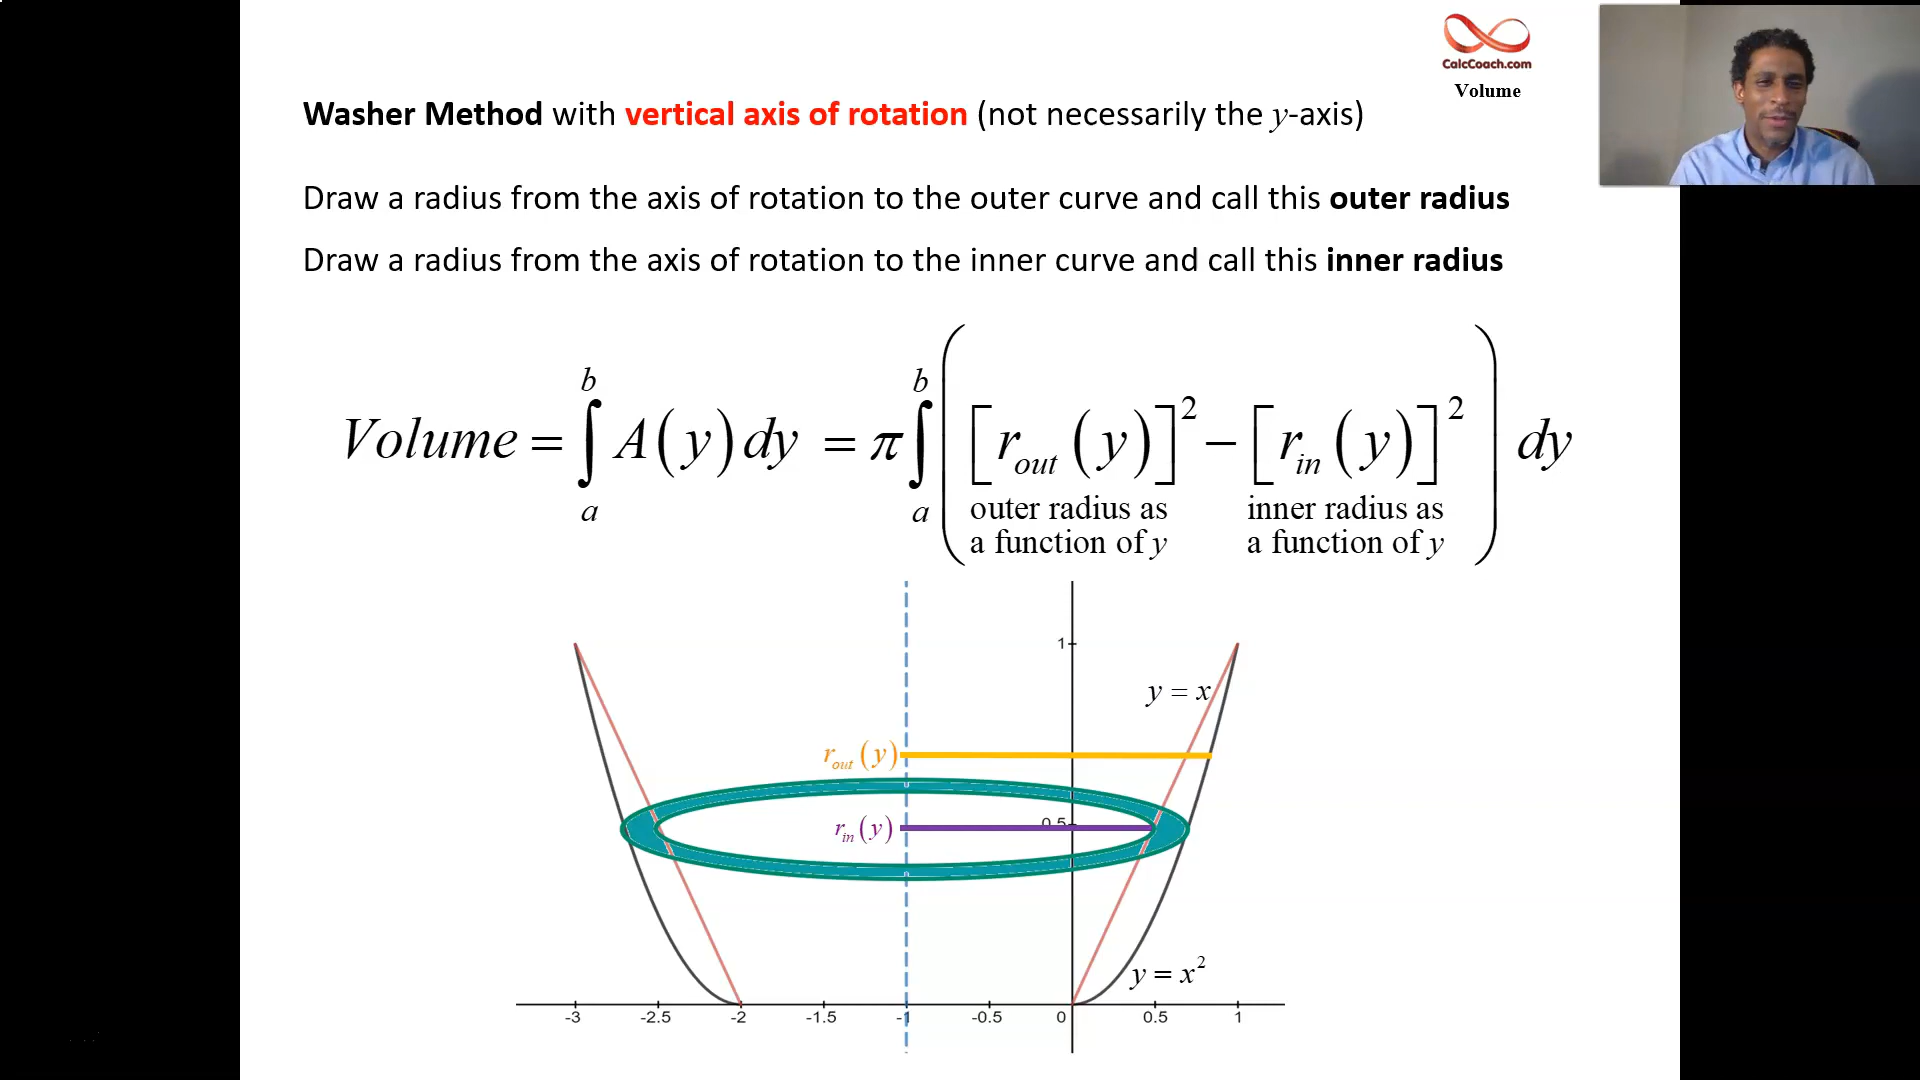 CalcCoach.com
Volume
Washer Method with vertical axis of rotation (not necessarily the y-axis)
Draw a radius from the axis of rotation to the outer curve and call this outer radius
Draw a radius from the axis of rotation to the inner curve and call this inner radius
Volume = ∫_a^b A(y) dy = π ∫_a^b ( [r_out (y)]² − [r_in (y)]² ) dy
outer radius as inner radius as
a function of y a function of y
1
y = x
r_out (y)
0.5
r_in (y)
y = x²
-3 -2.5 -2 -1.5 -1 -0.5 0 0.5 1